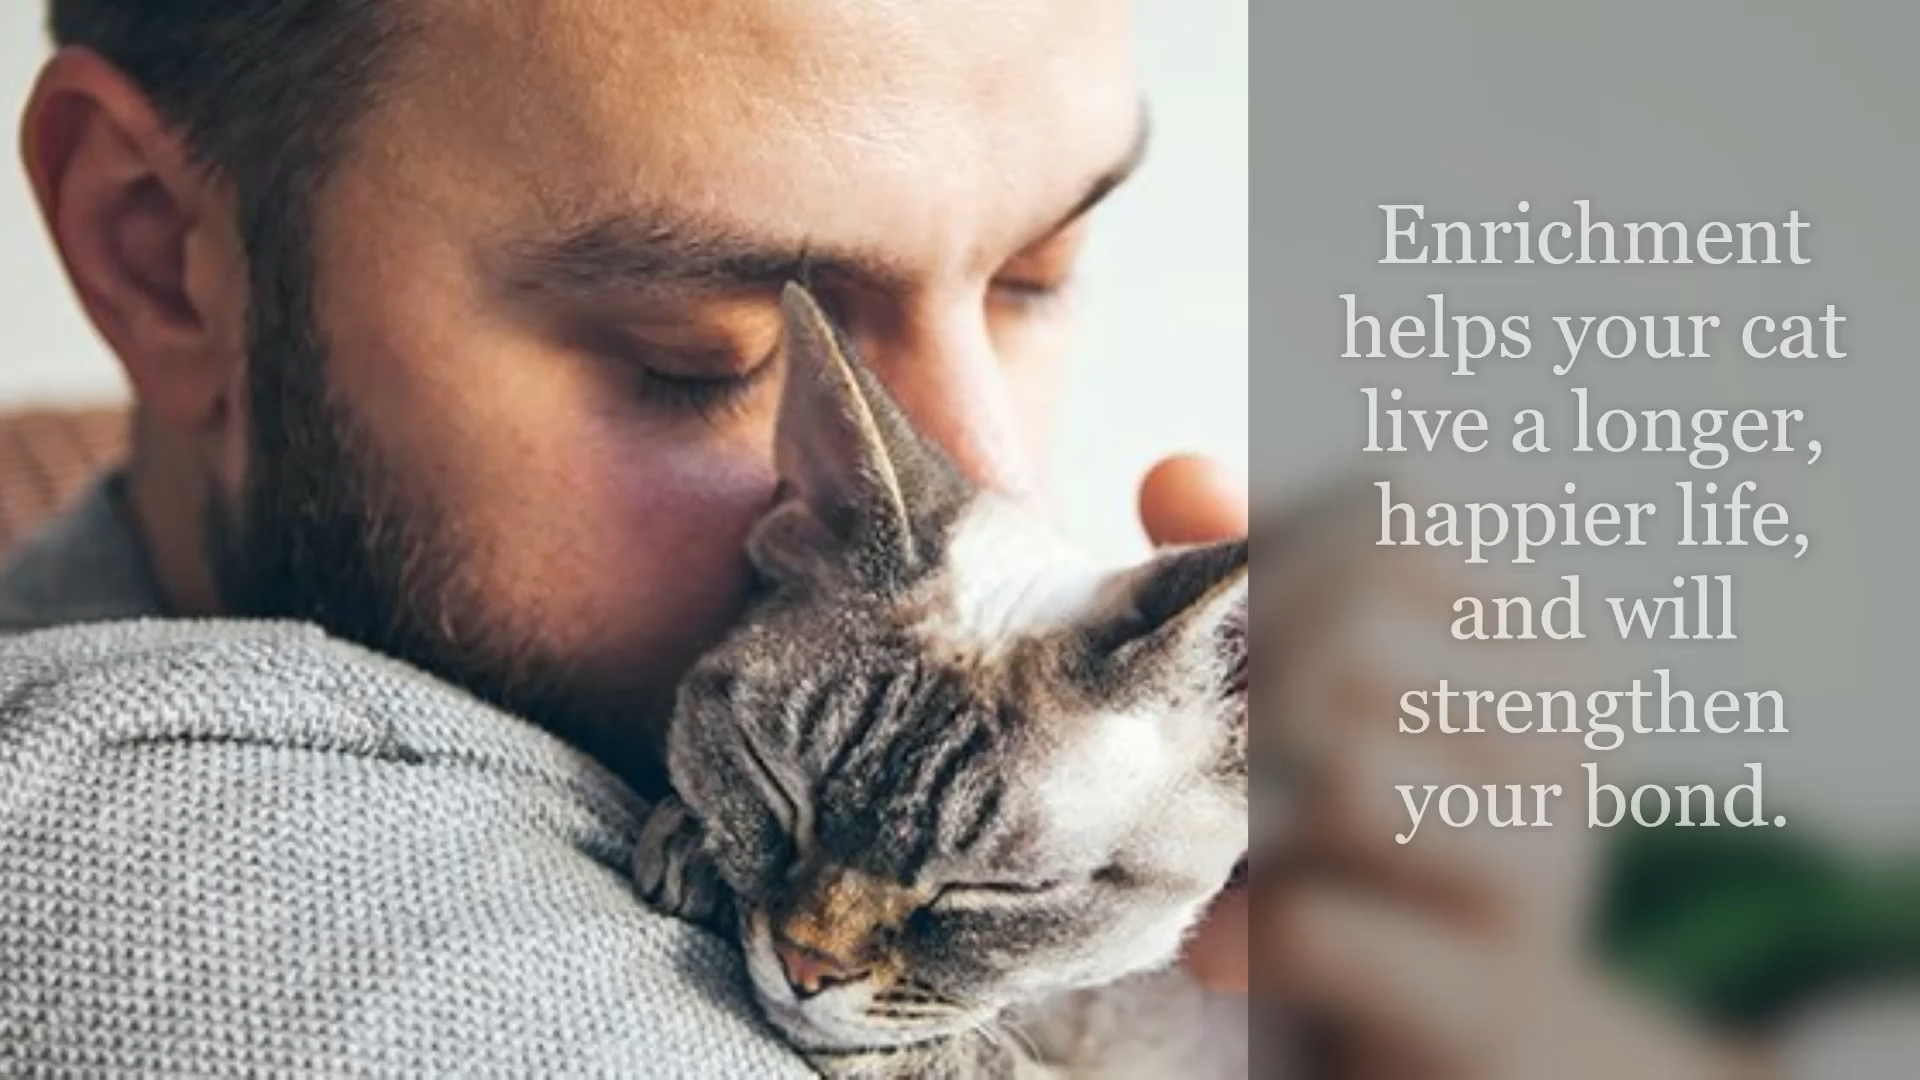 Enrichment
helps your cat
live a longer,
happier life,
and will
strengthen
your bond.